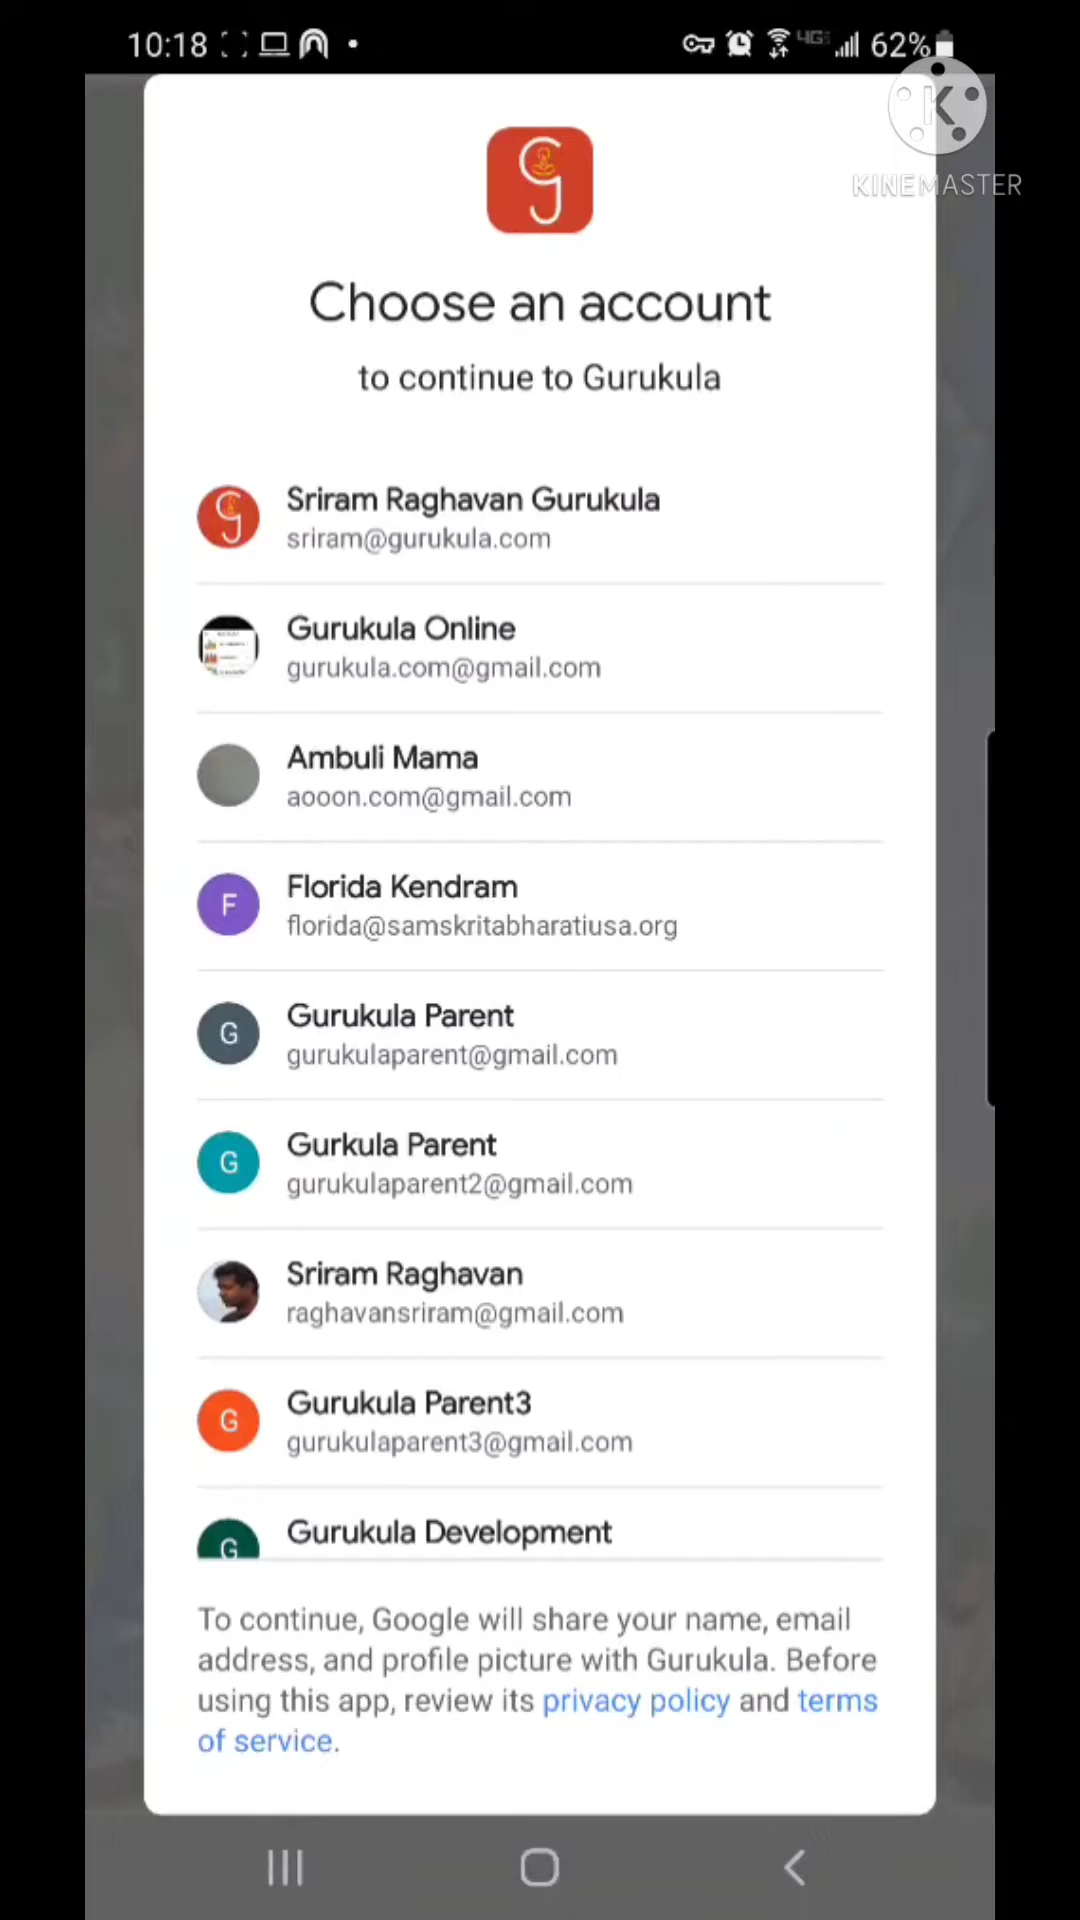 10:18
4G 62%
K
KINEMASTER
g
Choose an account
to continue to Gurukula
g
Sriram Raghavan Gurukula
sriram@gurukula.com
Gurukula Online
gurukula.com@gmail.com
Ambuli Mama
aooon.com@gmail.com
F
Florida Kendram
florida@samskritabharatiusa.org
G
Gurukula Parent
gurukulaparent@gmail.com
G
Gurkula Parent
gurukulaparent2@gmail.com
Sriram Raghavan
raghavansriram@gmail.com
G
Gurukula Parent3
gurukulaparent3@gmail.com
G
Gurukula Development
To continue, Google will share your name, email
address, and profile picture with Gurukula. Before
using this app, review its privacy policy and terms
of service.